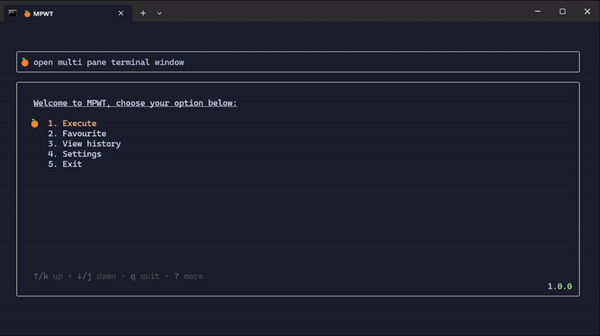 MPWT
open multi pane terminal window
Welcome to MPWT, choose your option below:
1. Execute
2. Favourite
3. View history
4. Settings
5. Exit
↑/k up • ↓/j down • q quit • ? more
1.0.0